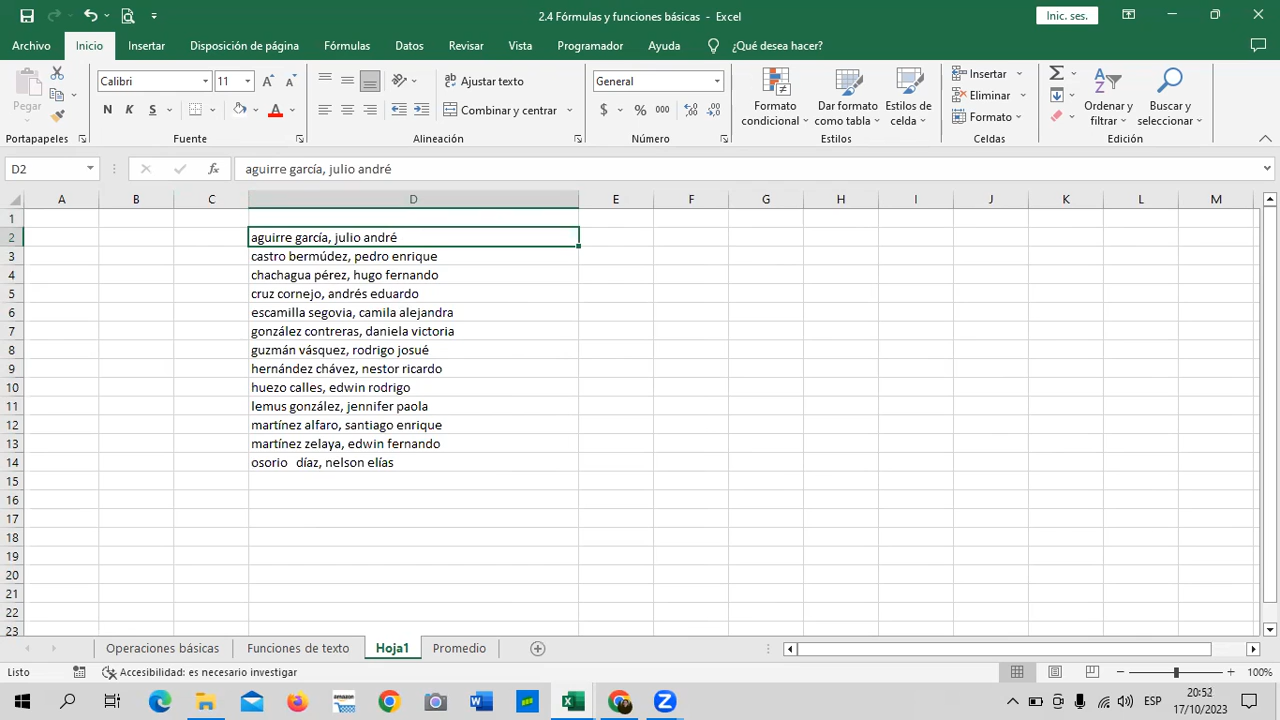 2.4 Fórmulas y funciones básicas - Excel
Inic. ses.
Archivo Inicio Insertar Disposición de página Fórmulas Datos Revisar Vista Programador Ayuda ¿Qué desea hacer?
Pegar
Calibri 11
N K S
Ajustar texto
Combinar y centrar
General
$ % 000
Formato condicional
Dar formato como tabla
Estilos de celda
Insertar
Eliminar
Formato
Ordenar y filtrar
Buscar y seleccionar
Portapapeles Fuente Alineación Número Estilos Celdas Edición
D2 fx aguirre garcía, julio andré
A B C D E F G H I J K L M
1
2 aguirre garcía, julio andré
3 castro bermúdez, pedro enrique
4 chachagua pérez, hugo fernando
5 cruz cornejo, andrés eduardo
6 escamilla segovia, camila alejandra
7 gonzález contreras, daniela victoria
8 guzmán vásquez, rodrigo josué
9 hernández chávez, nestor ricardo
10 huezo calles, edwin rodrigo
11 lemus gonzález, jennifer paola
12 martínez alfaro, santiago enrique
13 martínez zelaya, edwin fernando
14 osorio   díaz, nelson elías
15
16
17
18
19
20
21
22
23
Operaciones básicas Funciones de texto Hoja1 Promedio
Listo Accesibilidad: es necesario investigar 100%
ESP 20:52
17/10/2023